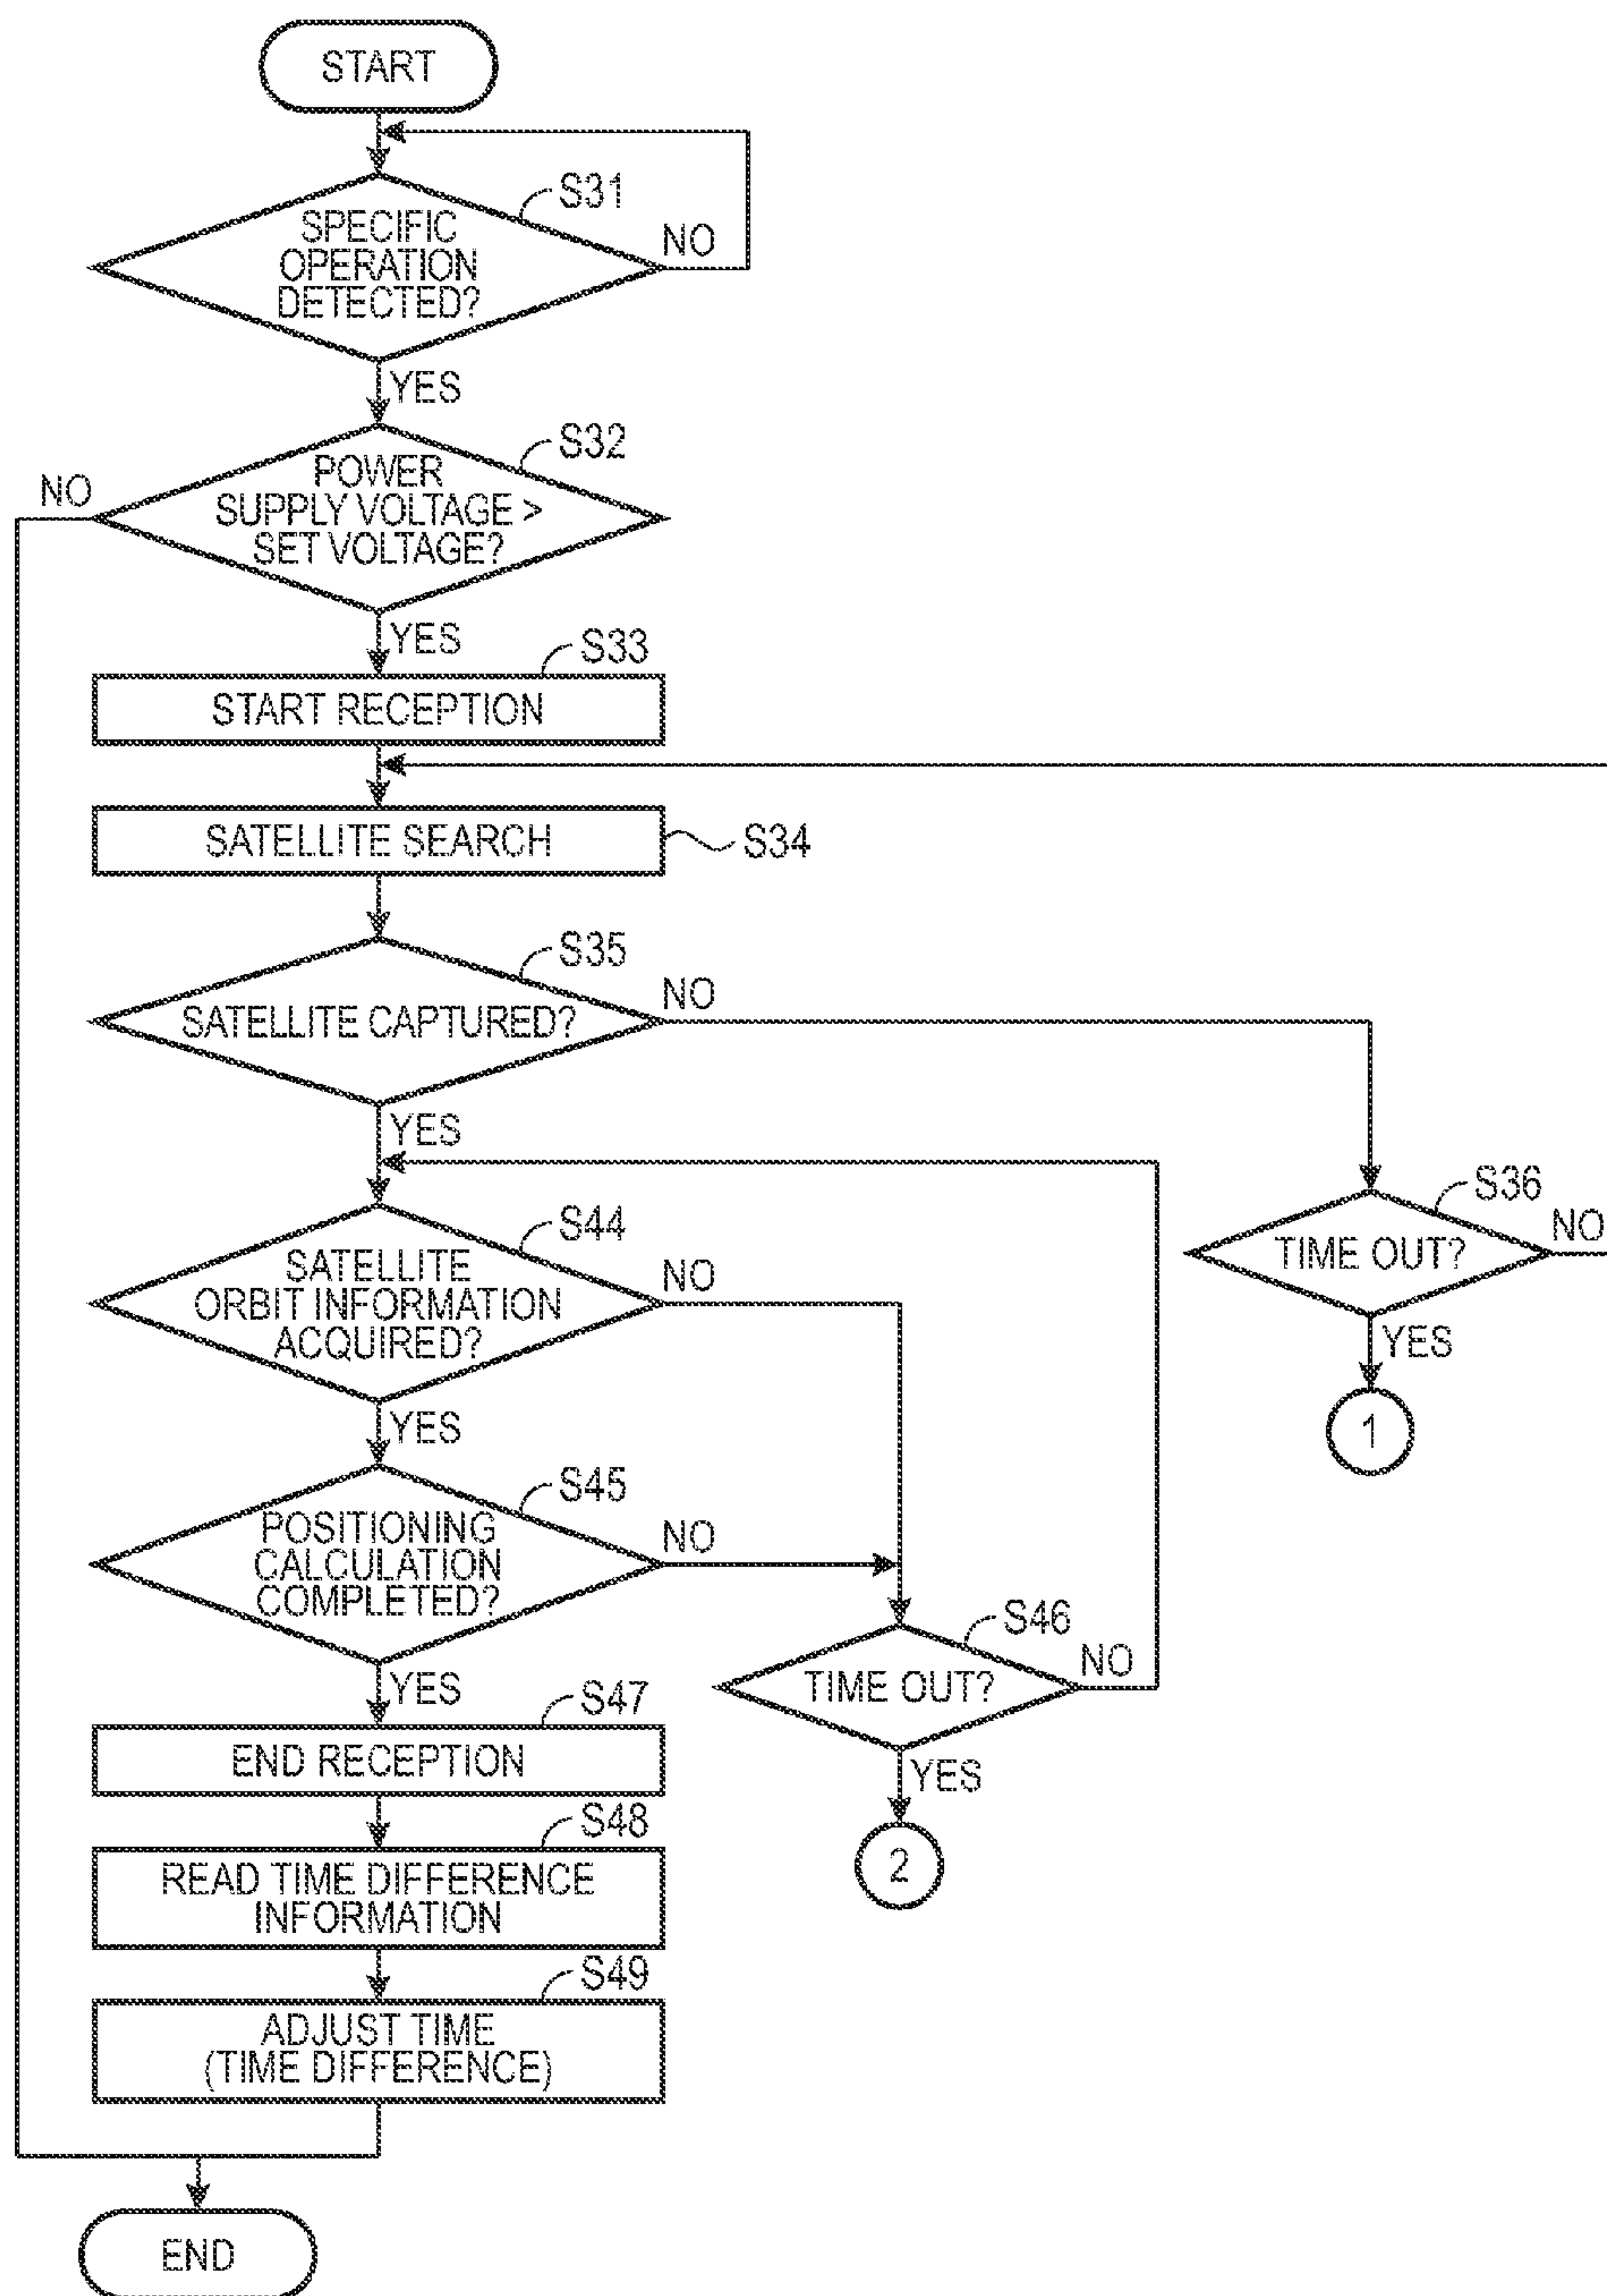 START
S31
SPECIFIC
OPERATION
DETECTED?
NO
YES
S32
NO
POWER
SUPPLY VOLTAGE >
SET VOLTAGE?
YES
S33
START RECEPTION
SATELLITE SEARCH
S34
S35
SATELLITE CAPTURED?
NO
YES
S36
TIME OUT?
NO
YES
1
S44
SATELLITE
ORBIT INFORMATION
ACQUIRED?
NO
YES
S45
POSITIONING
CALCULATION
COMPLETED?
NO
S46
TIME OUT?
NO
YES
2
YES
S47
END RECEPTION
S48
READ TIME DIFFERENCE
INFORMATION
S49
ADJUST TIME
(TIME DIFFERENCE)
END